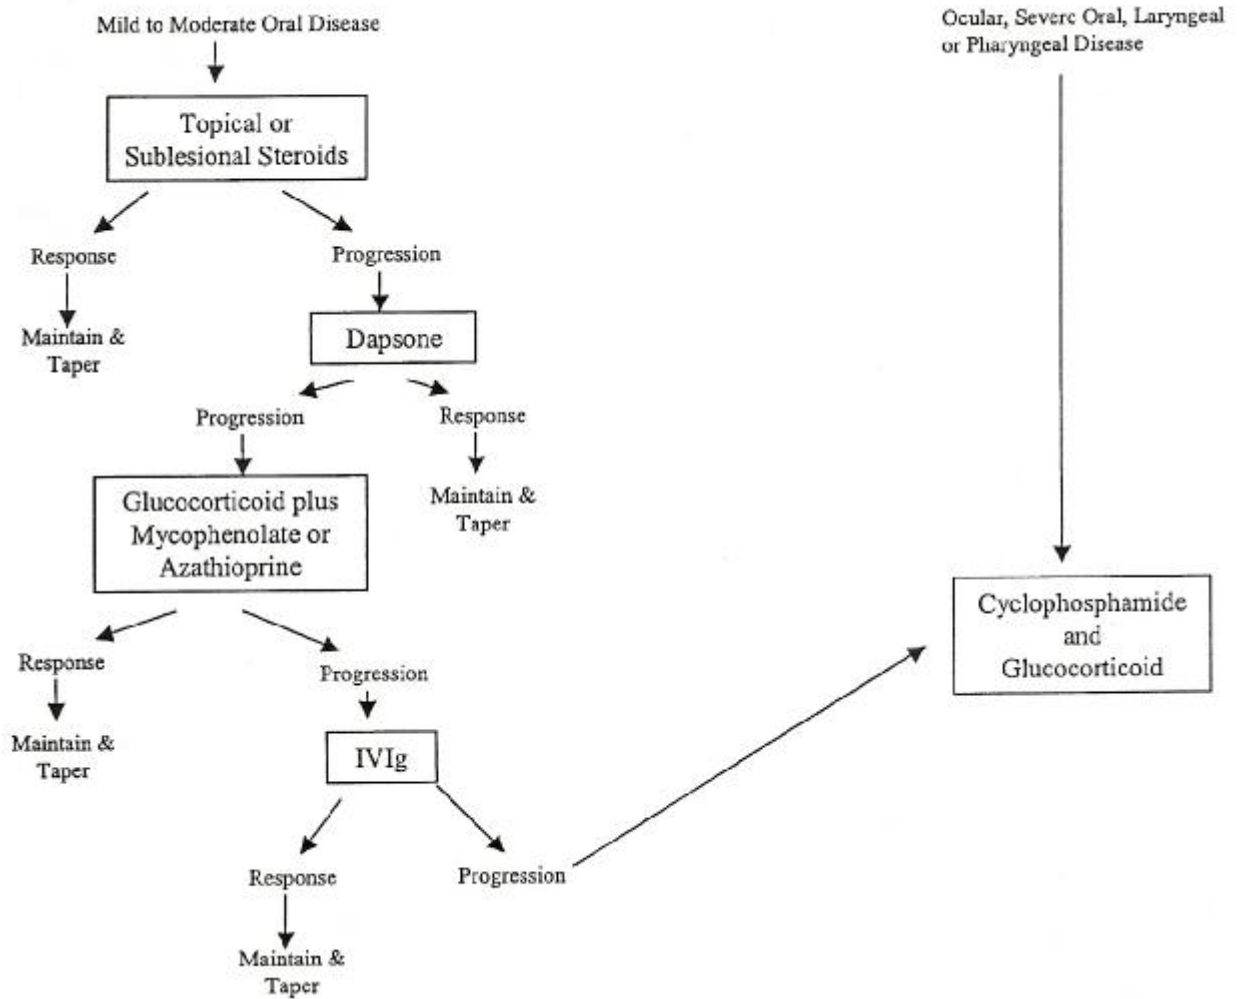 Mild to Moderate Oral Disease
Ocular, Severe Oral, Laryngeal
or Pharyngeal Disease
Topical or
Sublesional Steroids
Response
Progression
Maintain &
Taper
Dapsone
Progression
Response
Glucocorticoid plus
Mycophenolate or
Azathioprine
Maintain &
Taper
Cyclophosphamide
and
Glucocorticoid
Response
Progression
Maintain &
Taper
IVIg
Response
Progression
Maintain &
Taper